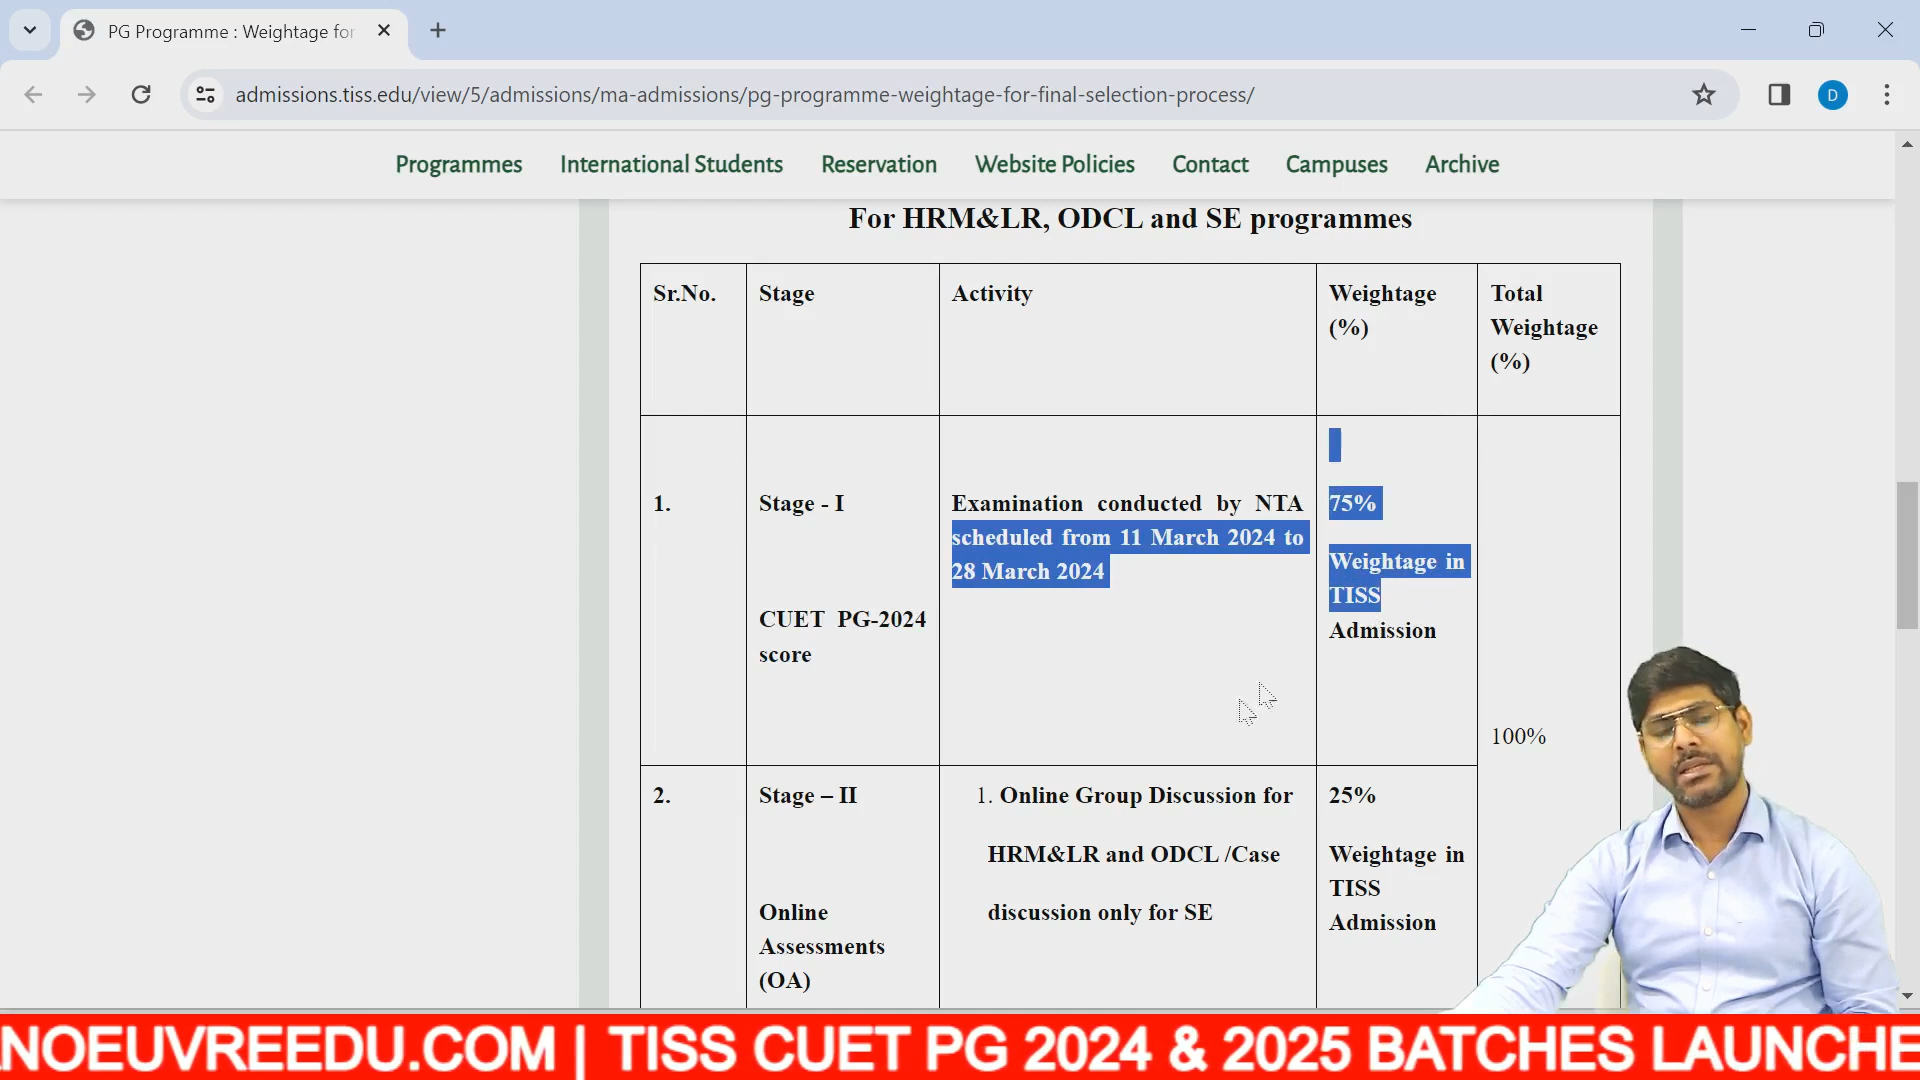 PG Programme : Weightage for
admissions.tiss.edu/view/5/admissions/ma-admissions/pg-programme-weightage-for-final-selection-process/
D
Programmes International Students Reservation Website Policies Contact Campuses Archive
For HRM&LR, ODCL and SE programmes
Sr.No. Stage Activity Weightage (%) Total Weightage (%)
1.
Stage - I
CUET PG-2024
score
Examination conducted by NTA
scheduled from 11 March 2024 to
28 March 2024
75%
Weightage in
TISS
Admission
100%
2.
Stage – II
Online
Assessments
(OA)
1. Online Group Discussion for
HRM&LR and ODCL /Case
discussion only for SE
25%
Weightage in
TISS
Admission
ANOEUVREEDU.COM | TISS CUET PG 2024 & 2025 BATCHES LAUNCHE